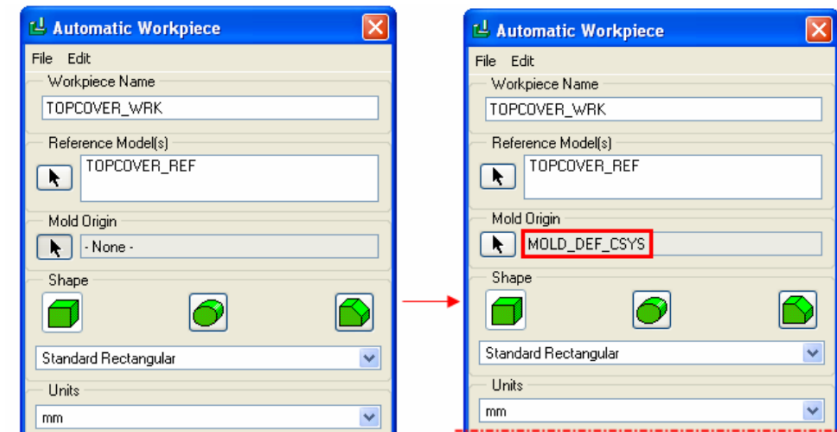 Automatic Workpiece
File Edit
Workpiece Name
TOPCOVER_WRK
Reference Model(s)
TOPCOVER_REF
Mold Origin
- None -
Shape
Standard Rectangular
Units
mm
Automatic Workpiece
File Edit
Workpiece Name
TOPCOVER_WRK
Reference Model(s)
TOPCOVER_REF
Mold Origin
MOLD_DEF_CSYS
Shape
Standard Rectangular
Units
mm